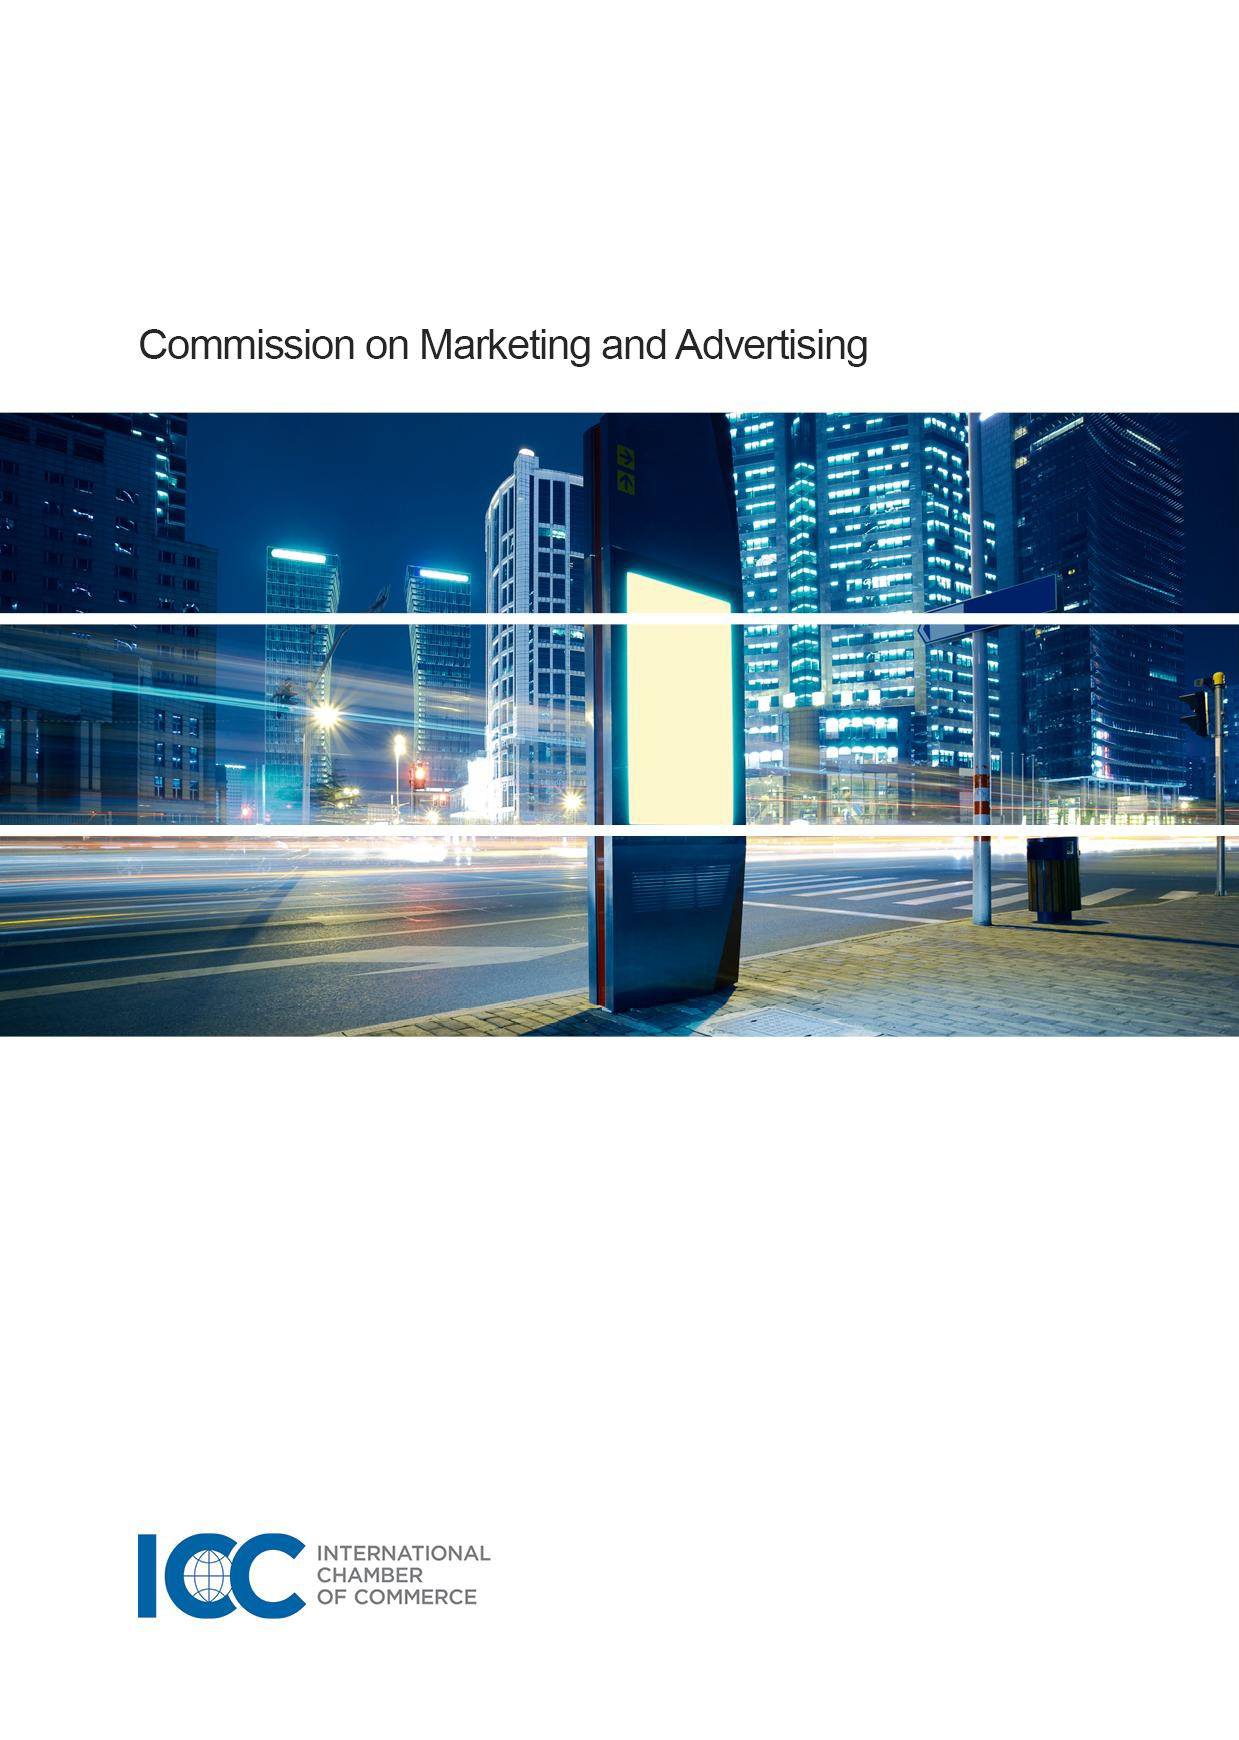 Commission on Marketing and Advertising
ICC
INTERNATIONAL
CHAMBER
OF COMMERCE